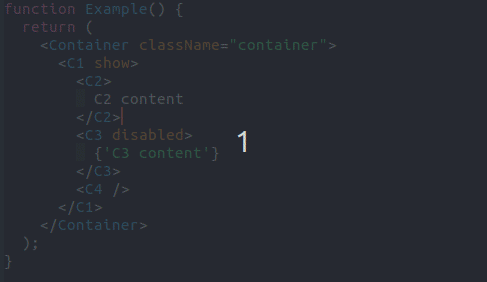 function Example() {
return (
<Container className="container">
<C1 show>
<C2>
C2 content
</C2>
<C3 disabled>
{'C3 content'}
</C3>
<C4 />
</C1>
</Container>
);
}
1